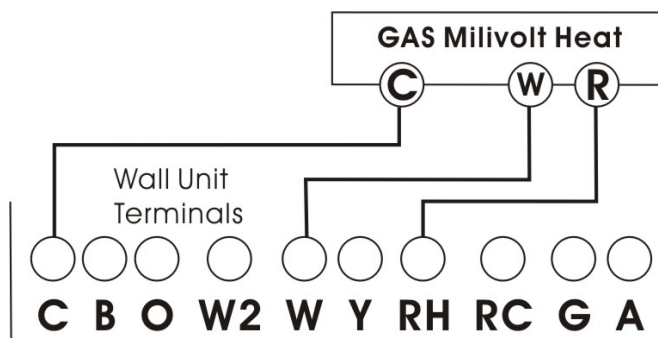 GAS Milivolt Heat
C W R
Wall Unit
Terminals
C B O W2 W Y RH RC G A